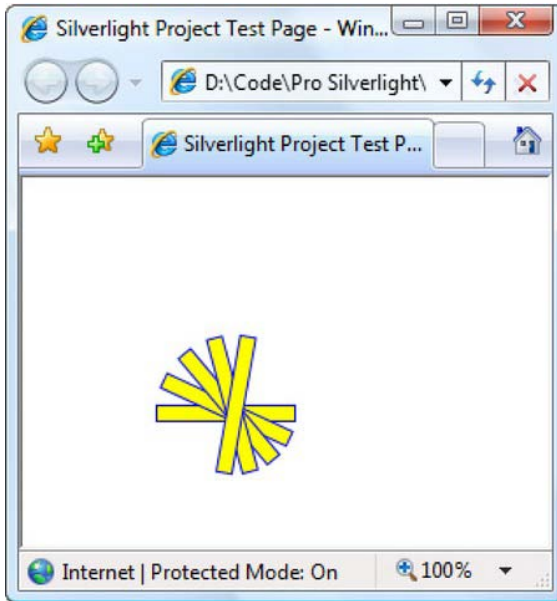 Silverlight Project Test Page - Win...
D:\Code\Pro Silverlight\
Silverlight Project Test P...
Internet | Protected Mode: On
100%